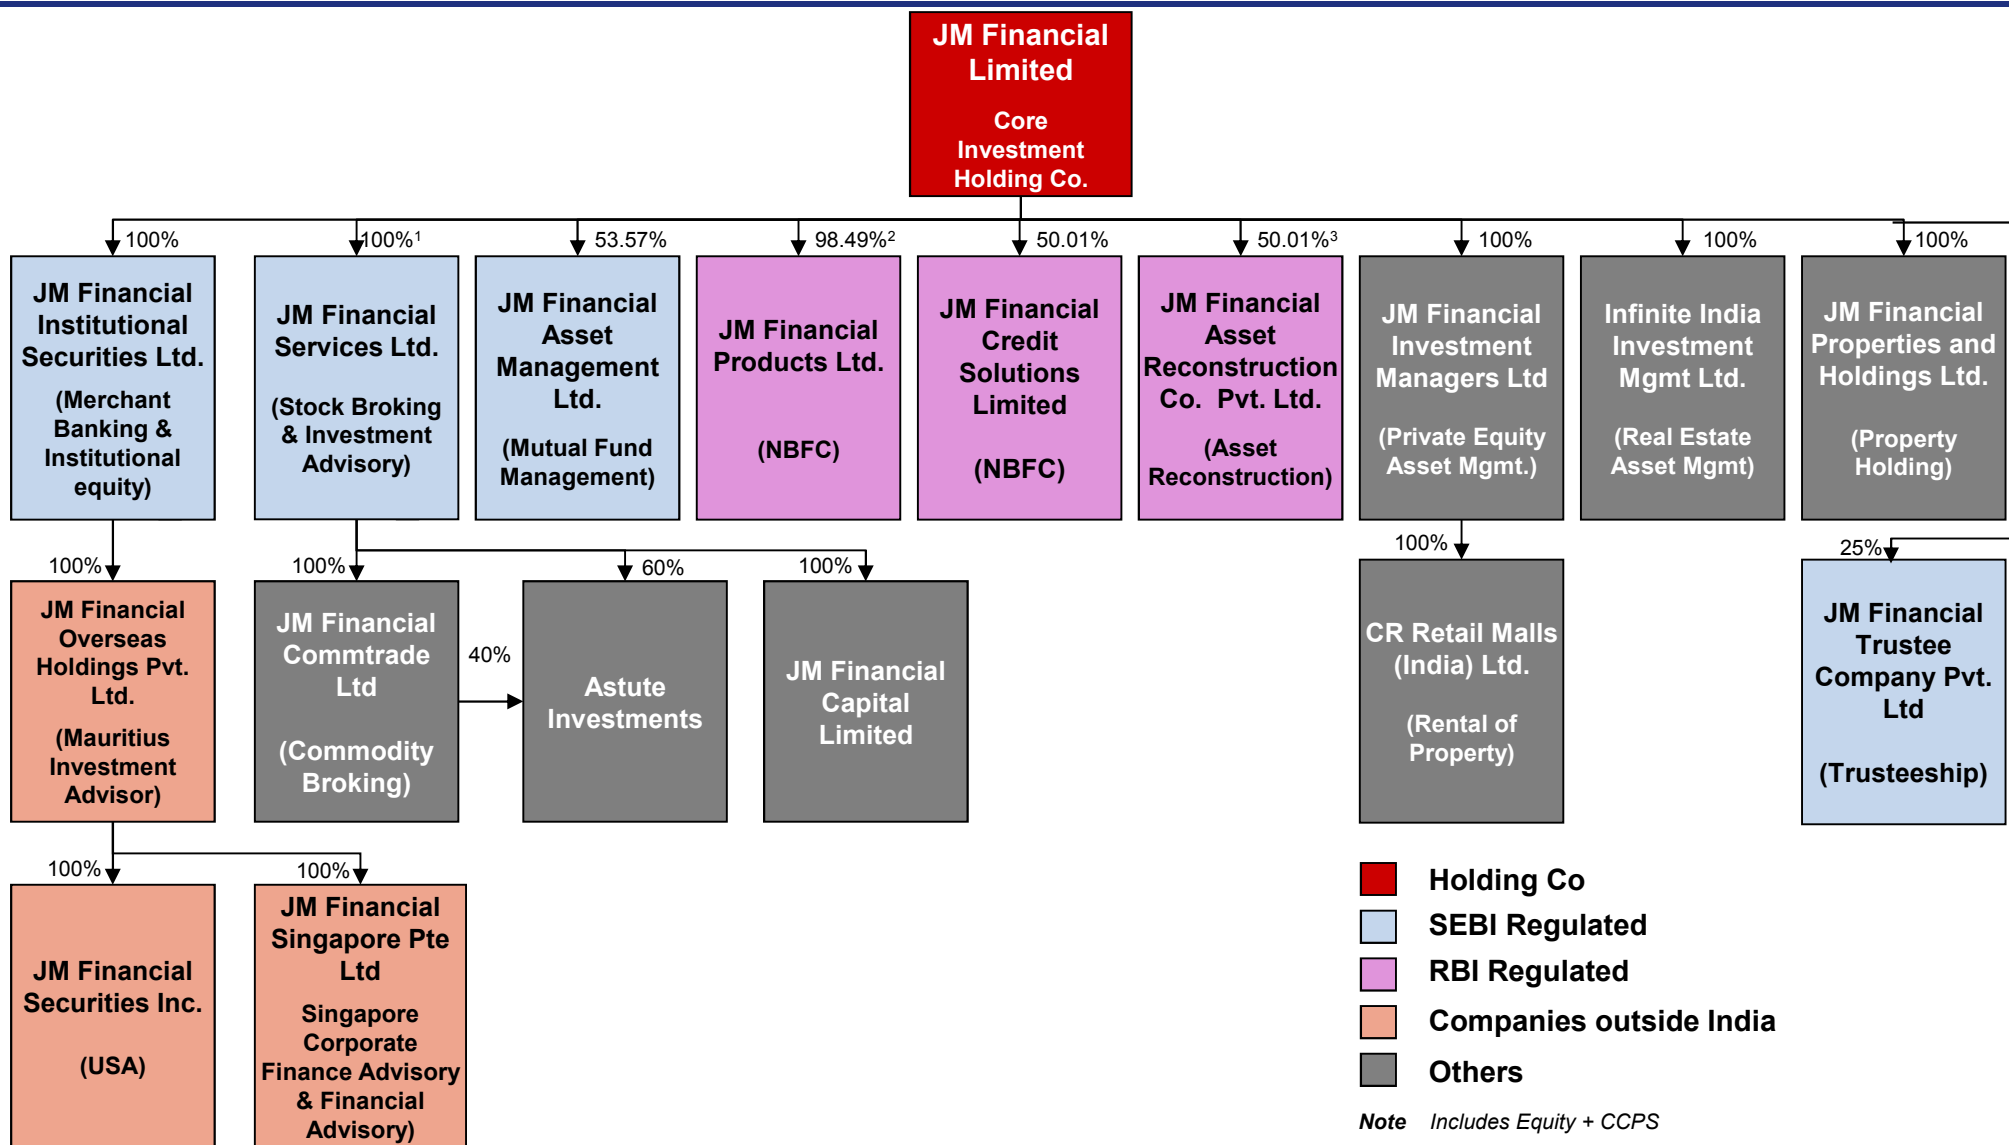 JM Financial
Limited
Core
Investment
Holding Co.
100%
100%¹
53.57%
98.49%²
50.01%
50.01%³
100%
100%
100%
JM Financial
Institutional
Securities Ltd.
(Merchant
Banking &
Institutional
equity)
JM Financial
Services Ltd.
(Stock Broking
& Investment
Advisory)
JM Financial
Asset
Management
Ltd.
(Mutual Fund
Management)
JM Financial
Products Ltd.
(NBFC)
JM Financial
Credit
Solutions
Limited
(NBFC)
JM Financial
Asset
Reconstruction
Co. Pvt. Ltd.
(Asset
Reconstruction)
JM Financial
Investment
Managers Ltd
(Private Equity
Asset Mgmt.)
Infinite India
Investment
Mgmt Ltd.
(Real Estate
Asset Mgmt)
JM Financial
Properties and
Holdings Ltd.
(Property
Holding)
100%
100%
60%
100%
100%
25%
JM Financial
Overseas
Holdings Pvt.
Ltd.
(Mauritius
Investment
Advisor)
JM Financial
Commtrade
Ltd
(Commodity
Broking)
40%
Astute
Investments
JM Financial
Capital
Limited
CR Retail Malls
(India) Ltd.
(Rental of
Property)
JM Financial
Trustee
Company Pvt.
Ltd
(Trusteeship)
100%
100%
JM Financial
Securities Inc.
(USA)
JM Financial
Singapore Pte
Ltd
Singapore
Corporate
Finance Advisory
& Financial
Advisory)
Holding Co
SEBI Regulated
RBI Regulated
Companies outside India
Others
Note Includes Equity + CCPS